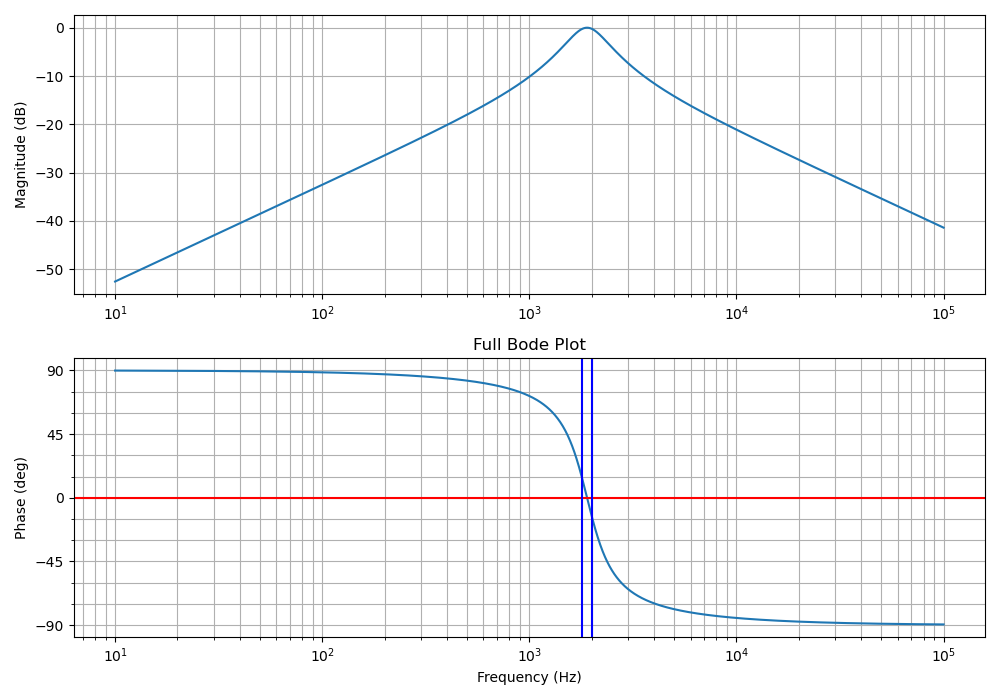 Magnitude (dB)
0
−10
−20
−30
−40
−50
10¹ 10² 10³ 10⁴ 10⁵
Full Bode Plot
Phase (deg)
90
45
0
−45
−90
10¹ 10² 10³ 10⁴ 10⁵
Frequency (Hz)